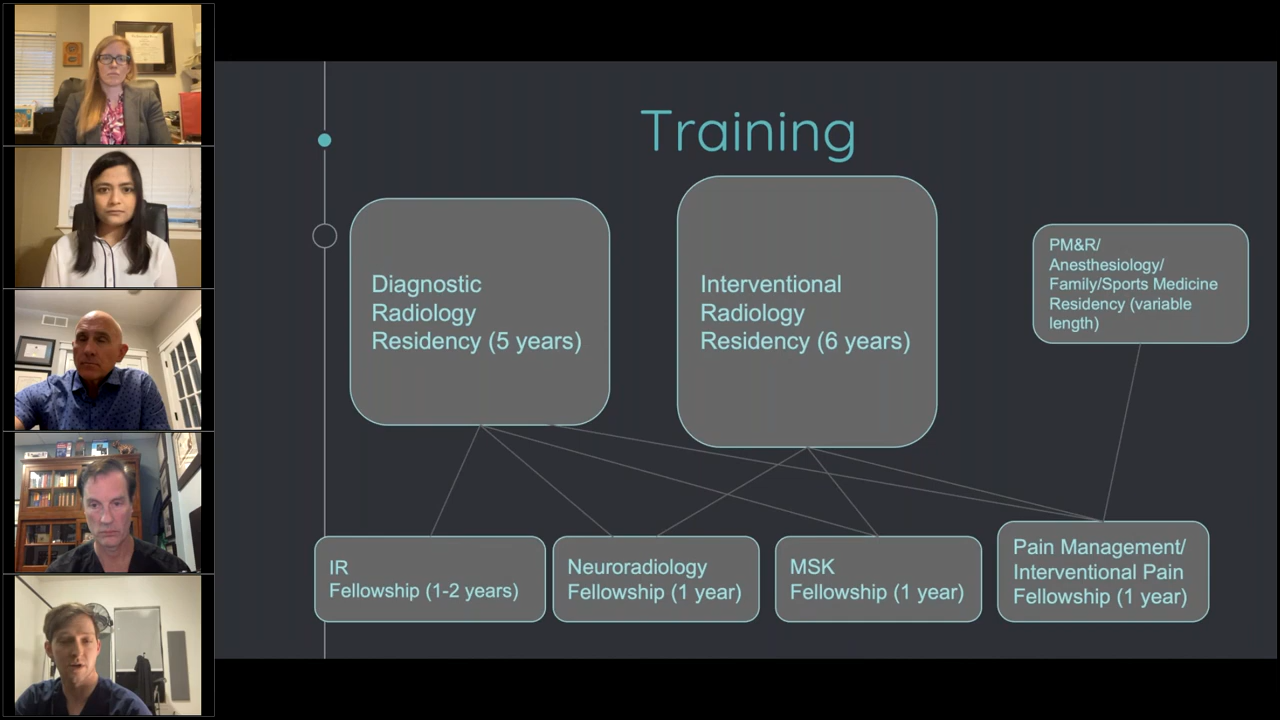 Training
Diagnostic
Radiology
Residency (5 years)
Interventional
Radiology
Residency (6 years)
PM&R/
Anesthesiology/
Family/Sports Medicine
Residency (variable
length)
IR
Fellowship (1-2 years)
Neuroradiology
Fellowship (1 year)
MSK
Fellowship (1 year)
Pain Management/
Interventional Pain
Fellowship (1 year)